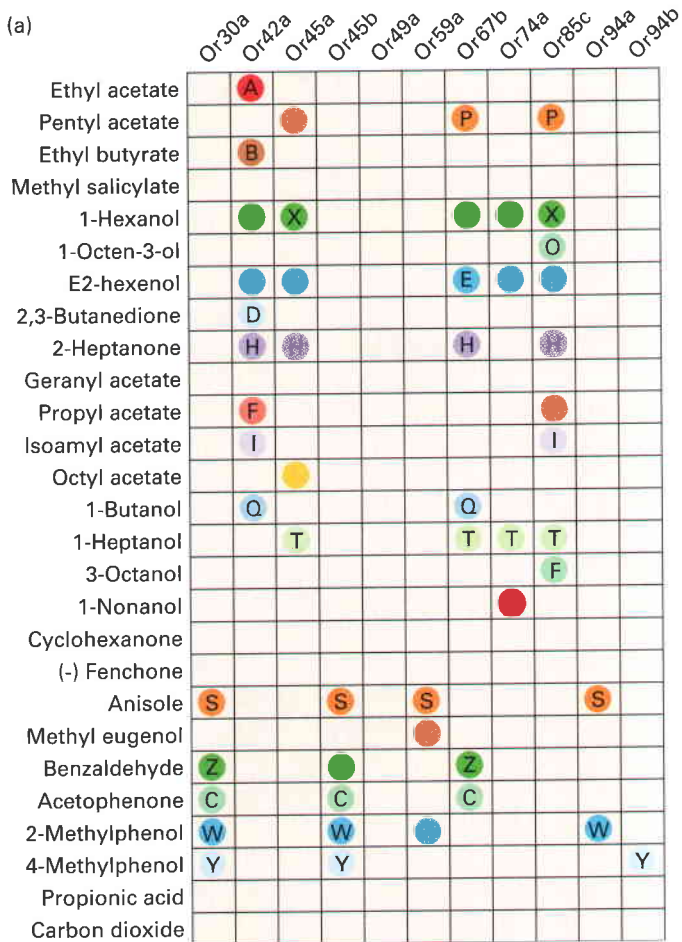 (a)
Or30a Or42a Or45a Or45b Or49a Or59a Or67b Or74a Or85c Or94a Or94b
Ethyl acetate A
Pentyl acetate P P
Ethyl butyrate B
Methyl salicylate
1-Hexanol X X
1-Octen-3-ol O
E2-hexenol E
2,3-Butanedione D
2-Heptanone H H H H
Geranyl acetate
Propyl acetate F
Isoamyl acetate I I
Octyl acetate
1-Butanol Q Q
1-Heptanol T T T T
3-Octanol F
1-Nonanol
Cyclohexanone
(-) Fenchone
Anisole S S S S
Methyl eugenol
Benzaldehyde Z Z
Acetophenone C C C
2-Methylphenol W W W
4-Methylphenol Y Y Y
Propionic acid
Carbon dioxide